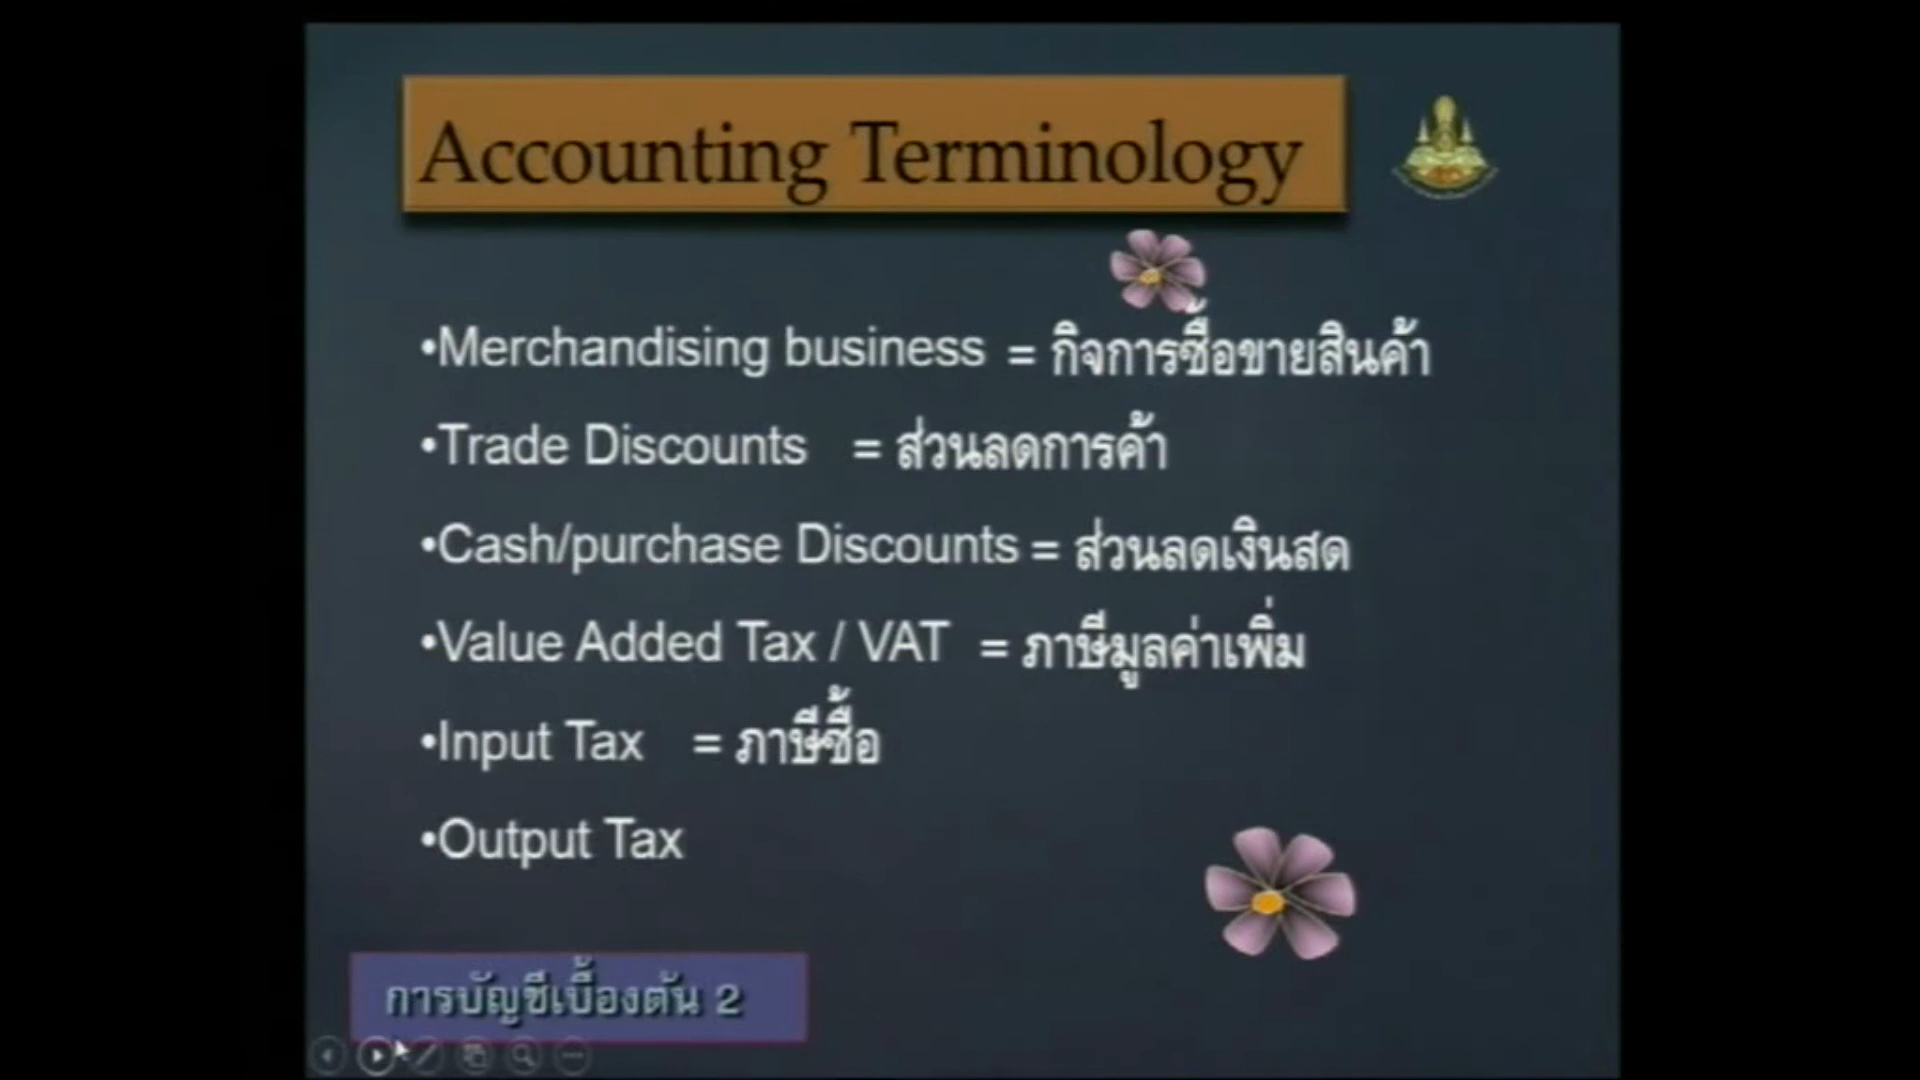 Accounting Terminology
•Merchandising business = กิจการซื้อขายสินค้า
•Trade Discounts = ส่วนลดการค้า
•Cash/purchase Discounts = ส่วนลดเงินสด
•Value Added Tax / VAT = ภาษีมูลค่าเพิ่ม
•Input Tax = ภาษีซื้อ
•Output Tax
การบัญชีเบื้องต้น 2